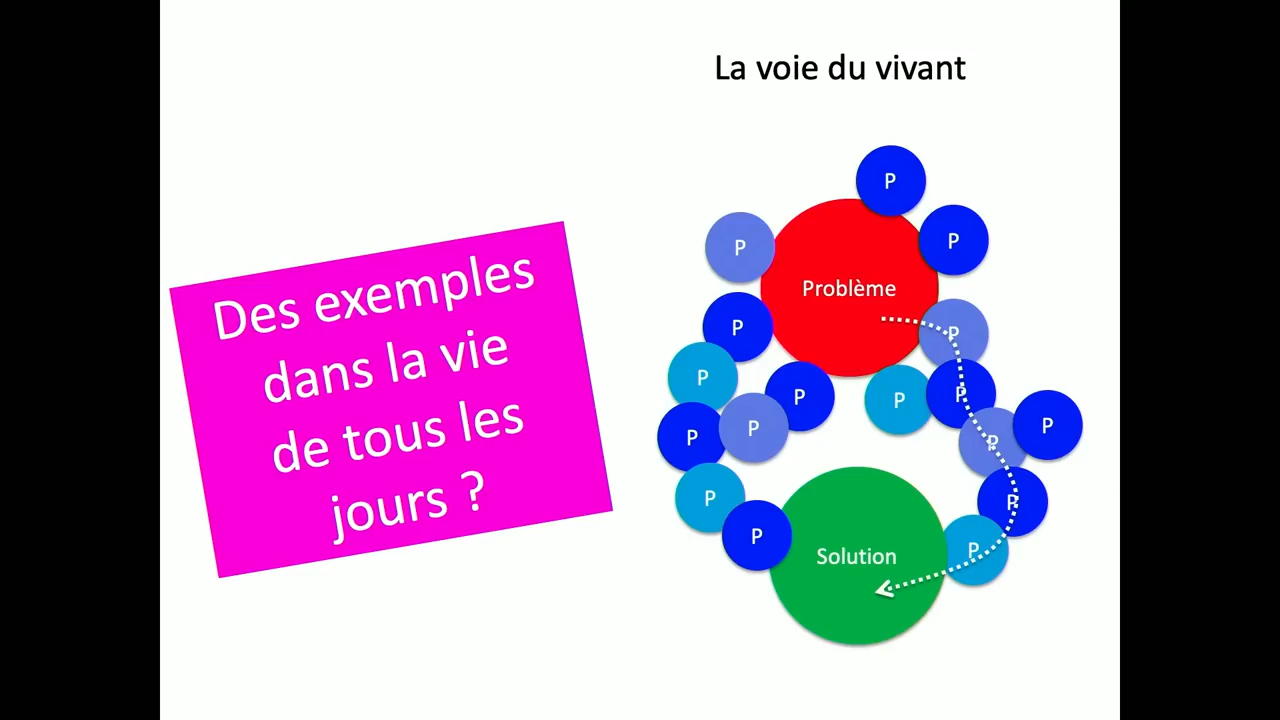 La voie du vivant
Des exemples
dans la vie
de tous les
jours ?
P
P
P
Problème
P
P
P
P
P
P
P
P
P
P
P
P
P
Solution
P